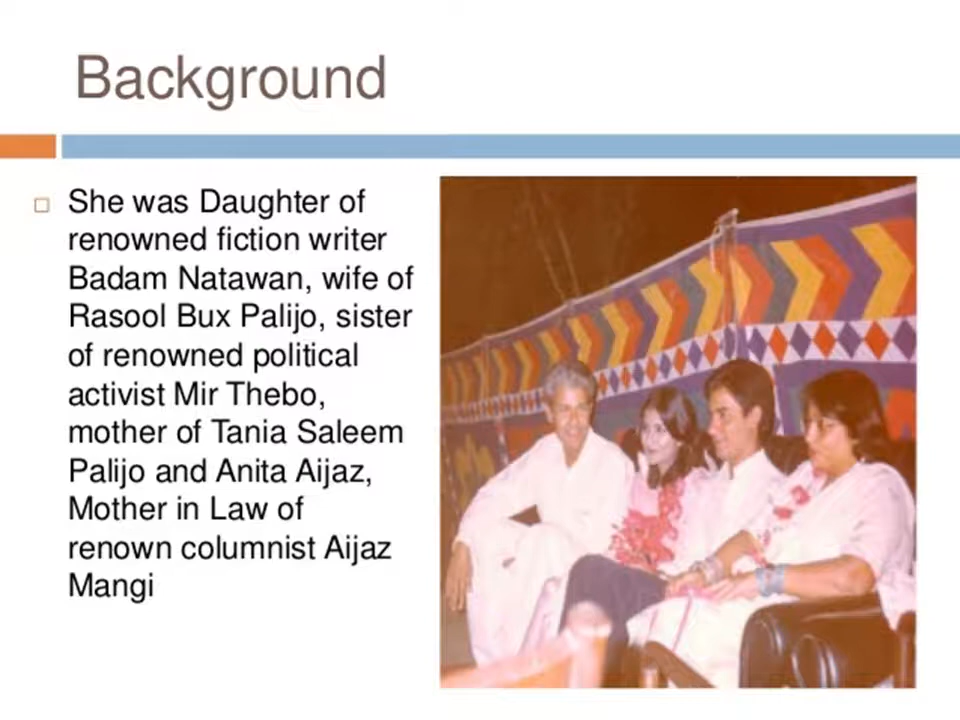 Background
She was Daughter of
renowned fiction writer
Badam Natawan, wife of
Rasool Bux Palijo, sister
of renowned political
activist Mir Thebo,
mother of Tania Saleem
Palijo and Anita Aijaz,
Mother in Law of
renown columnist Aijaz
Mangi